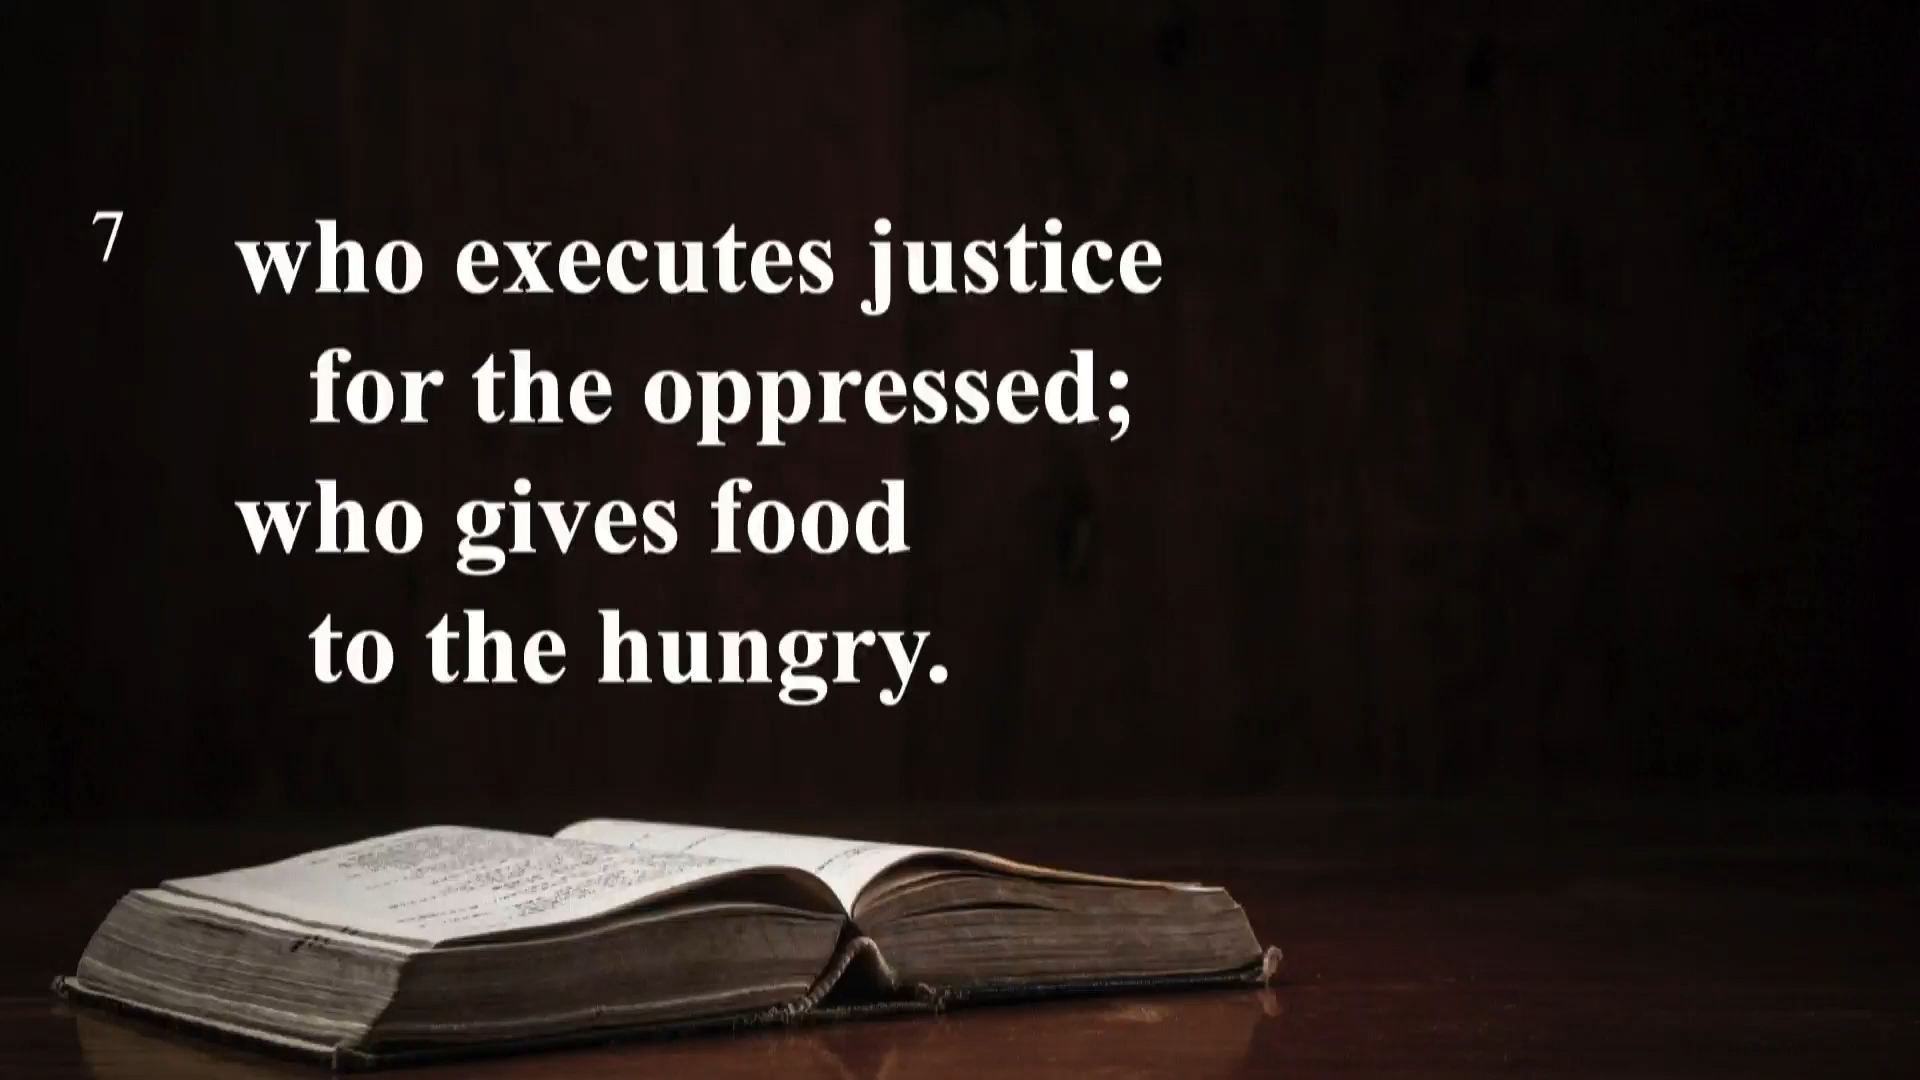 7 who executes justice
for the oppressed;
who gives food
to the hungry.